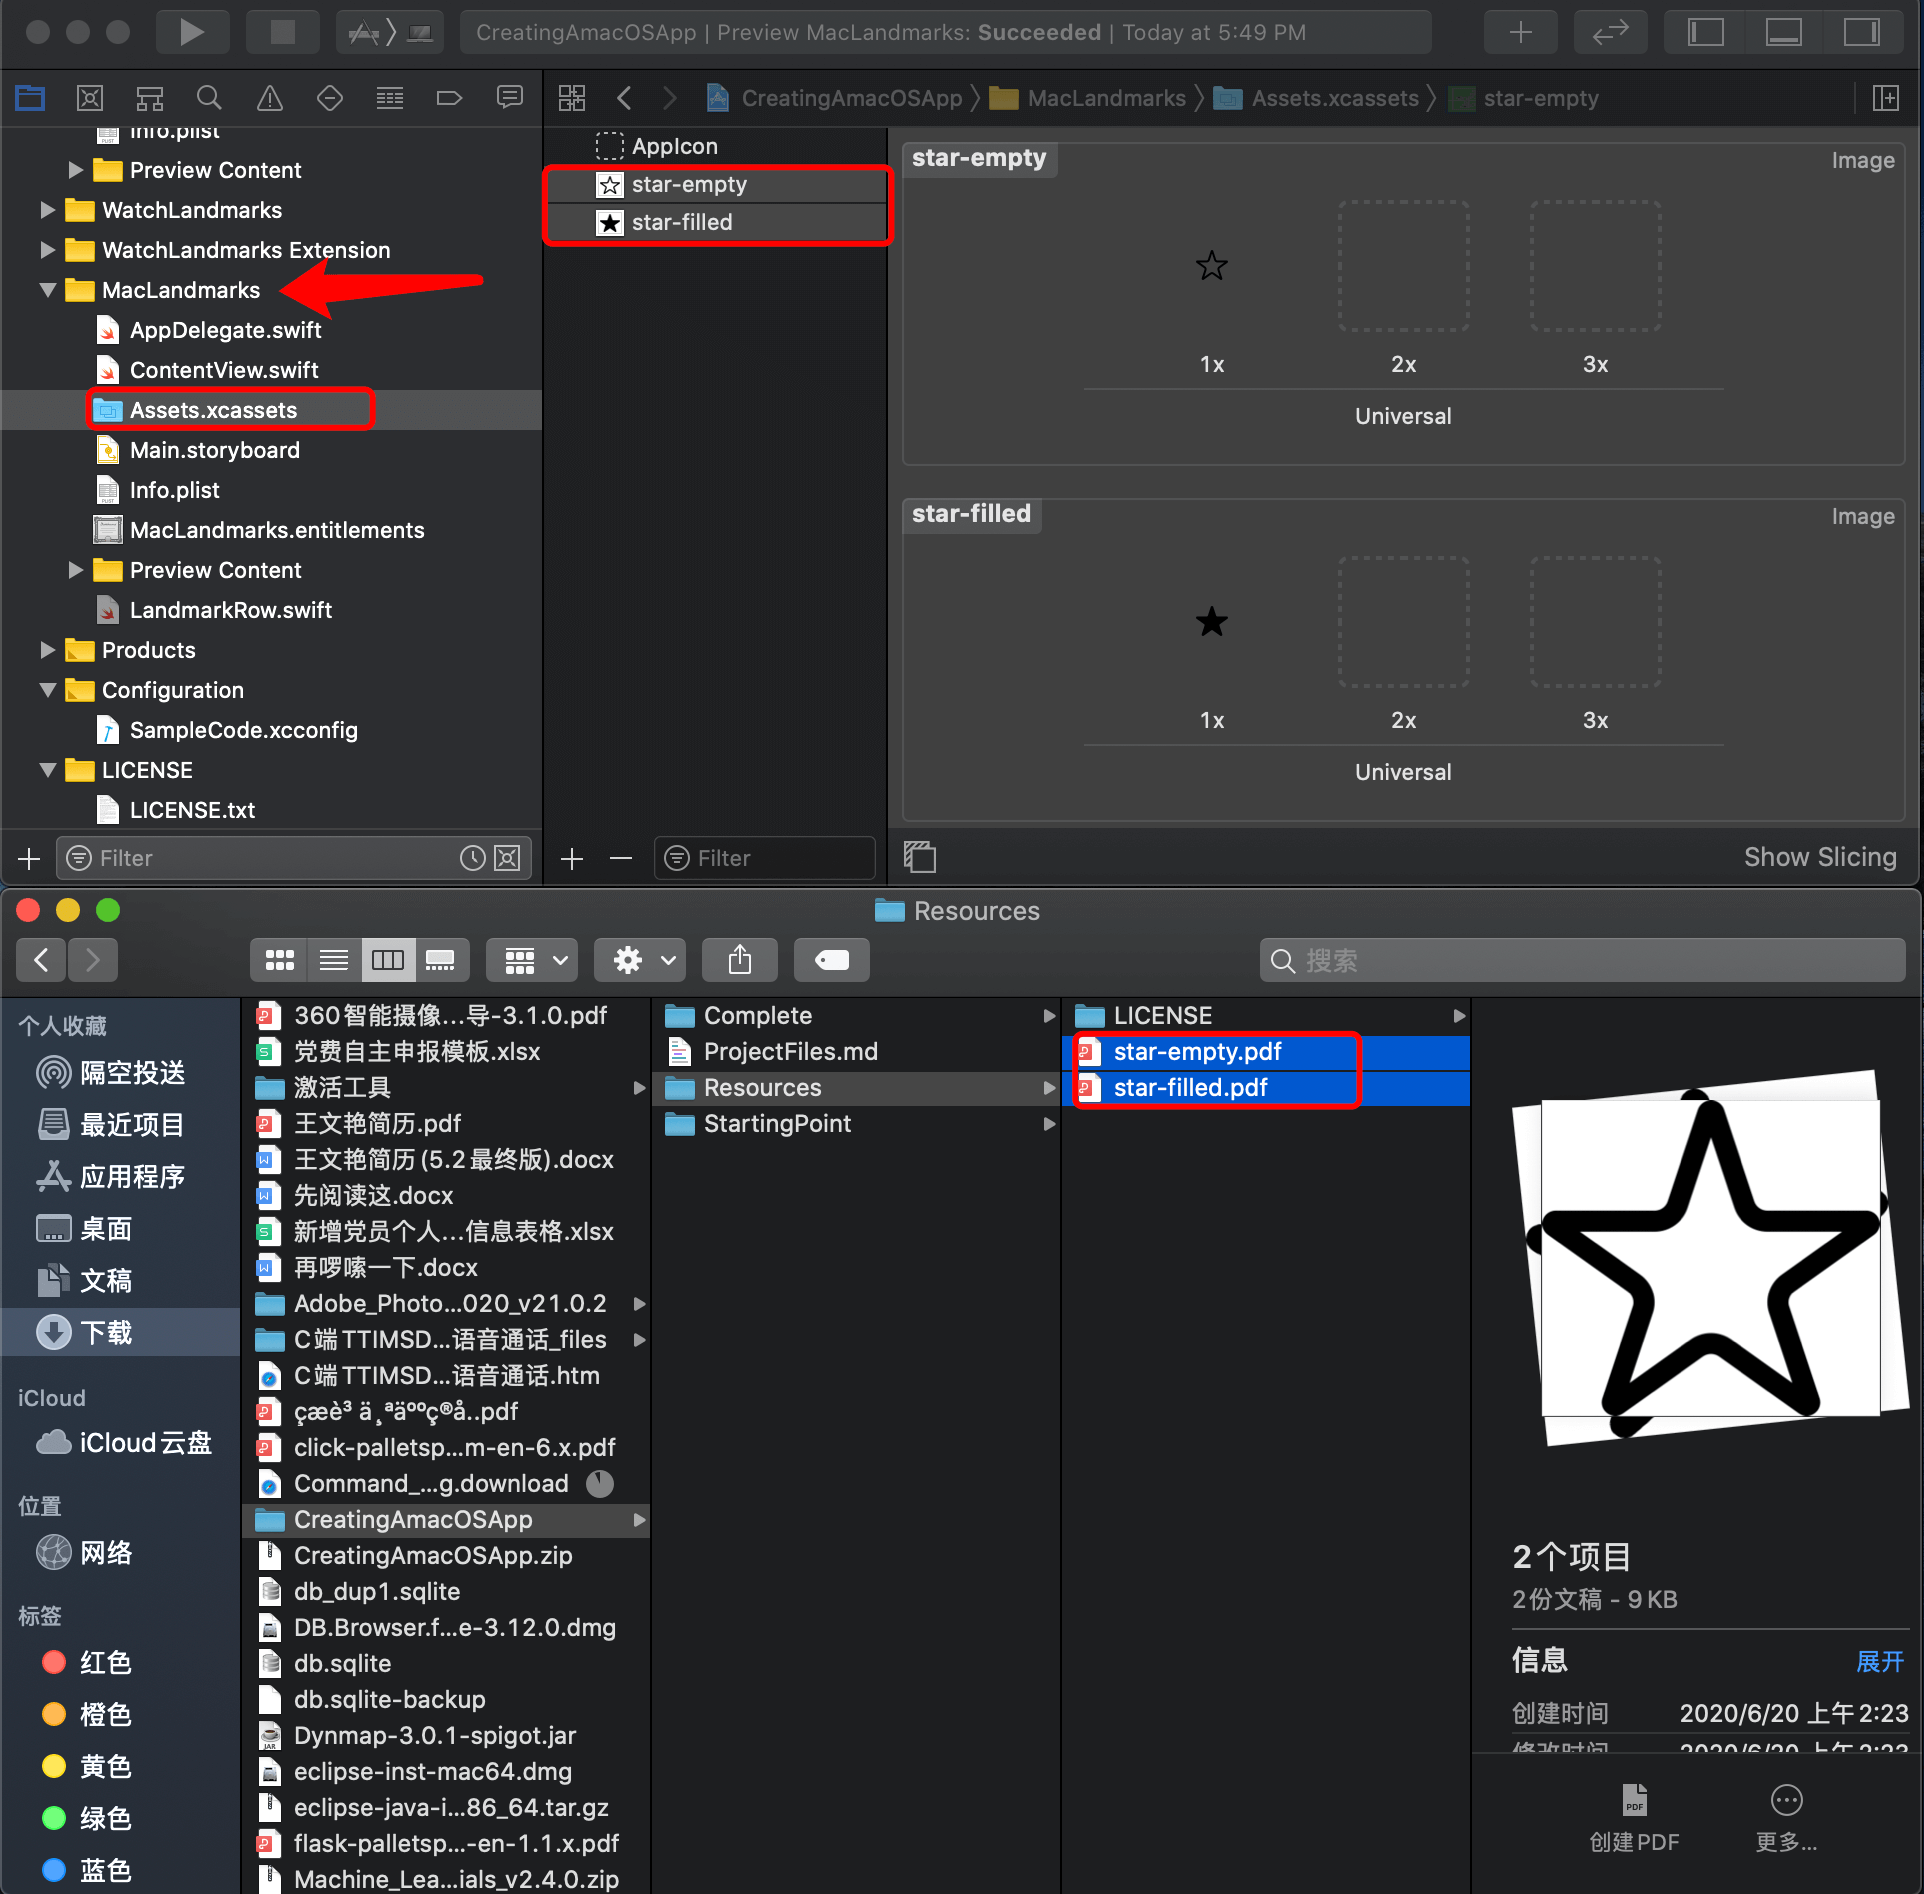 CreatingAmacOSApp | Preview MacLandmarks: Succeeded | Today at 5:49 PM
CreatingAmacOSApp
MacLandmarks
Assets.xcassets
star-empty
Info.plist
Preview Content
WatchLandmarks
WatchLandmarks Extension
MacLandmarks
AppDelegate.swift
ContentView.swift
Assets.xcassets
Main.storyboard
Info.plist
MacLandmarks.entitlements
Preview Content
LandmarkRow.swift
Products
Configuration
SampleCode.xcconfig
LICENSE
LICENSE.txt
Filter
AppIcon
star-empty
star-filled
Filter
star-empty
Image
1x
2x
3x
Universal
star-filled
Image
1x
2x
3x
Universal
Show Slicing
Resources
搜索
个人收藏
隔空投送
最近项目
应用程序
桌面
文稿
下载
iCloud
iCloud云盘
位置
网络
标签
红色
橙色
黄色
绿色
蓝色
360智能摄像...导-3.1.0.pdf
党费自主申报模板.xlsx
激活工具
王文艳简历.pdf
王文艳简历(5.2最终版).docx
先阅读这.docx
新增党员个人...信息表格.xlsx
再啰嗦一下.docx
Adobe_Photo...020_v21.0.2
C端TTIMSD...语音通话_files
C端TTIMSD...语音通话.htm
çæè³ ä¸ªäººç®å..pdf
click-palletsp...m-en-6.x.pdf
Command_...g.download
CreatingAmacOSApp
CreatingAmacOSApp.zip
db_dup1.sqlite
DB.Browser.f...e-3.12.0.dmg
db.sqlite
db.sqlite-backup
Dynmap-3.0.1-spigot.jar
eclipse-inst-mac64.dmg
eclipse-java-i...86_64.tar.gz
flask-palletsp...-en-1.1.x.pdf
Machine_Lea...ials_v2.4.0.zip
Complete
ProjectFiles.md
Resources
StartingPoint
LICENSE
star-empty.pdf
star-filled.pdf
2个项目
2份文稿 - 9 KB
信息
展开
创建时间
2020/6/20 上午2:23
修改时间
2020/6/20 上午2:23
创建PDF
更多...